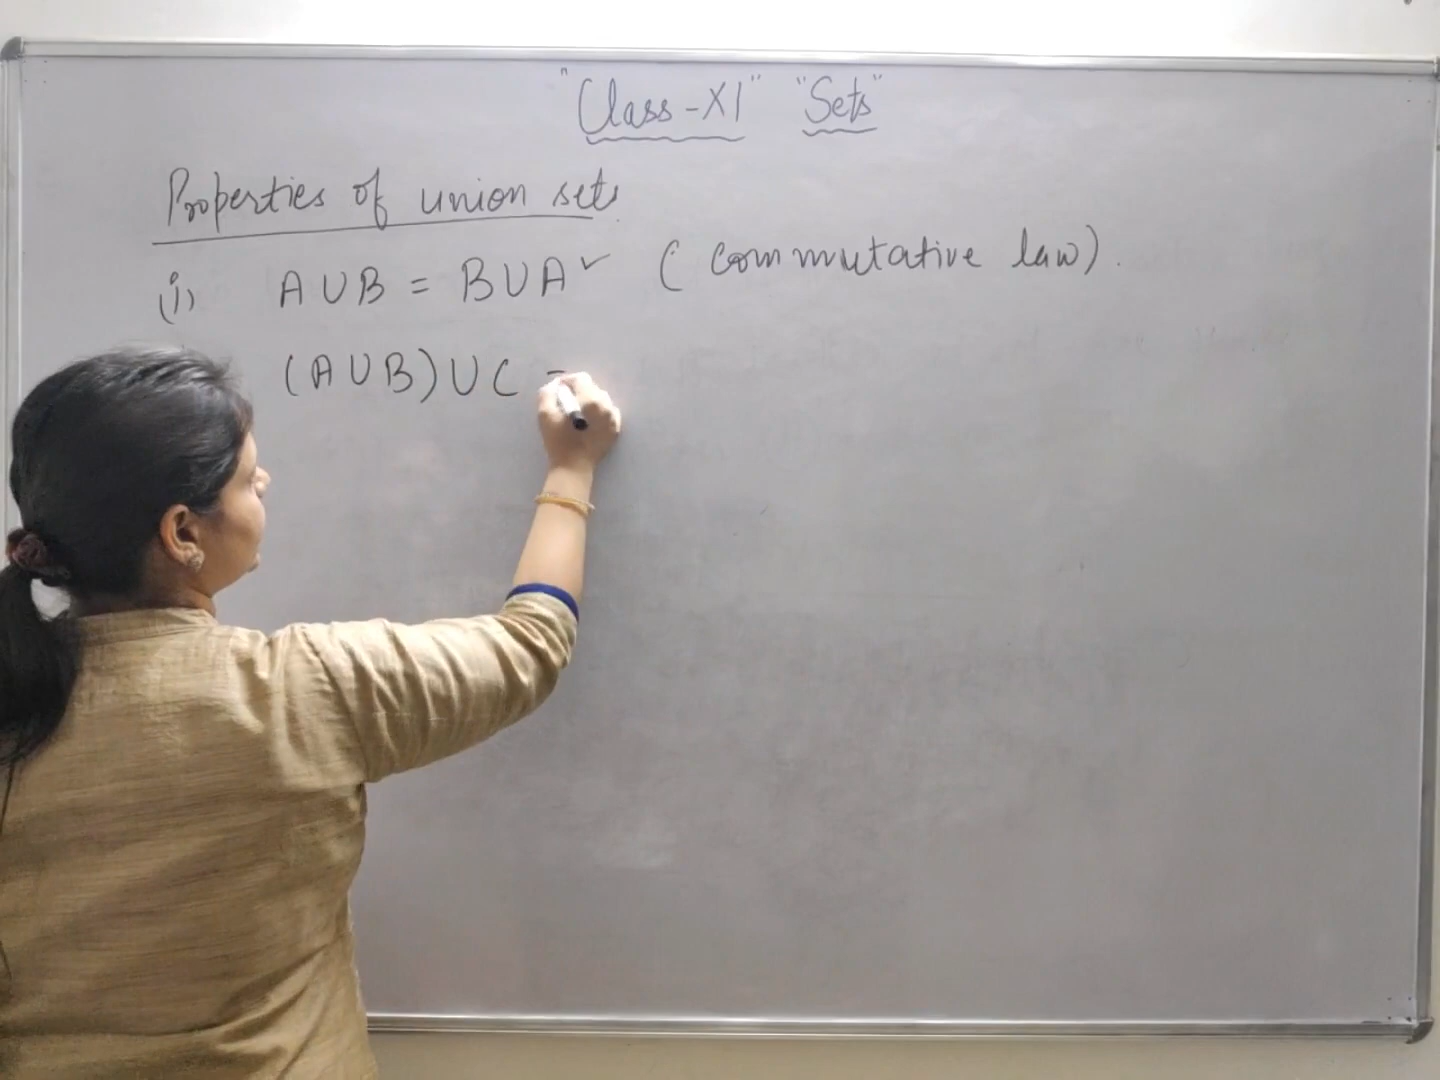 "Class-XI" "Sets"
Properties of union sets
(i) A∪B = B∪A ✓ (commutative law).
(A∪B)∪C =